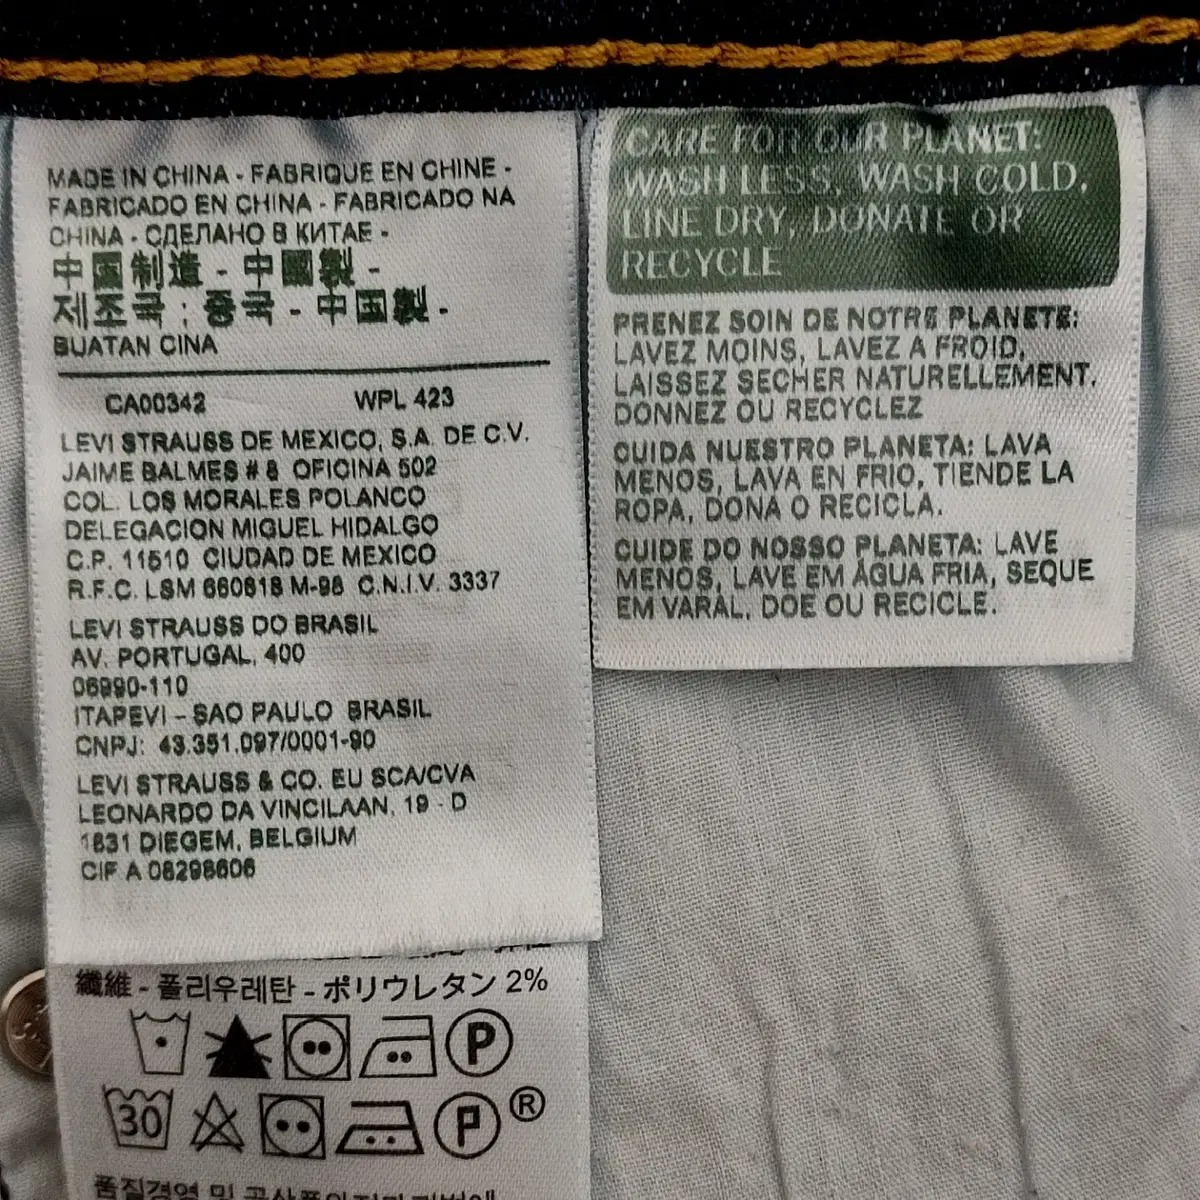 MADE IN CHINA - FABRIQUE EN CHINE -
FABRICADO EN CHINA - FABRICADO NA
CHINA - СДЕЛАНО В КИТАЕ -
中国制造 - 中國製 -
제조국 : 중국 - 中国製 -
BUATAN CINA
CA00342 WPL 423
LEVI STRAUSS DE MEXICO, S.A. DE C.V.
JAIME BALMES # 8 OFICINA 502
COL. LOS MORALES POLANCO
DELEGACION MIGUEL HIDALGO
C.P. 11510 CIUDAD DE MEXICO
R.F.C. LSM 660818 M-98 C.N.I.V. 3337
LEVI STRAUSS DO BRASIL
AV. PORTUGAL, 400
06690-110
ITAPEVI – SAO PAULO BRASIL
CNPJ: 43.351.097/0001-90
LEVI STRAUSS & CO. EU SCA/CVA
LEONARDO DA VINCILAAN, 19 - D
1831 DIEGEM, BELGIUM
CIF A 08298606
纖維 - 폴리우레탄 - ポリウレタン 2%
P
30 P ®
품질경영 및
CARE FOR OUR PLANET:
WASH LESS, WASH COLD,
LINE DRY, DONATE OR
RECYCLE
PRENEZ SOIN DE NOTRE PLANETE:
LAVEZ MOINS, LAVEZ A FROID,
LAISSEZ SECHER NATURELLEMENT.
DONNEZ OU RECYCLEZ
CUIDA NUESTRO PLANETA: LAVA
MENOS, LAVA EN FRIO, TIENDE LA
ROPA, DONA O RECICLA.
CUIDE DO NOSSO PLANETA: LAVE
MENOS, LAVE EM ÁGUA FRIA, SEQUE
EM VARAL, DOE OU RECICLE.